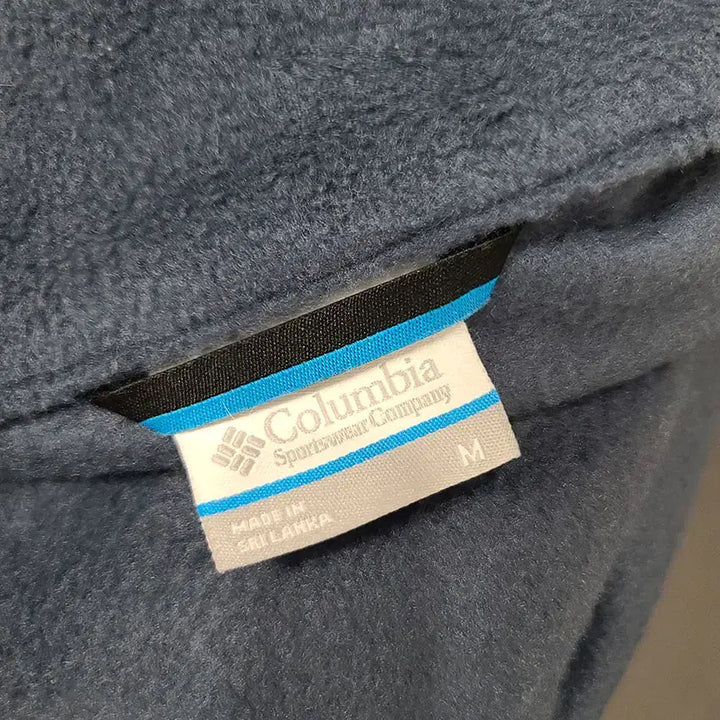 Columbia
Sportswear Company
M
MADE IN
SRI LANKA